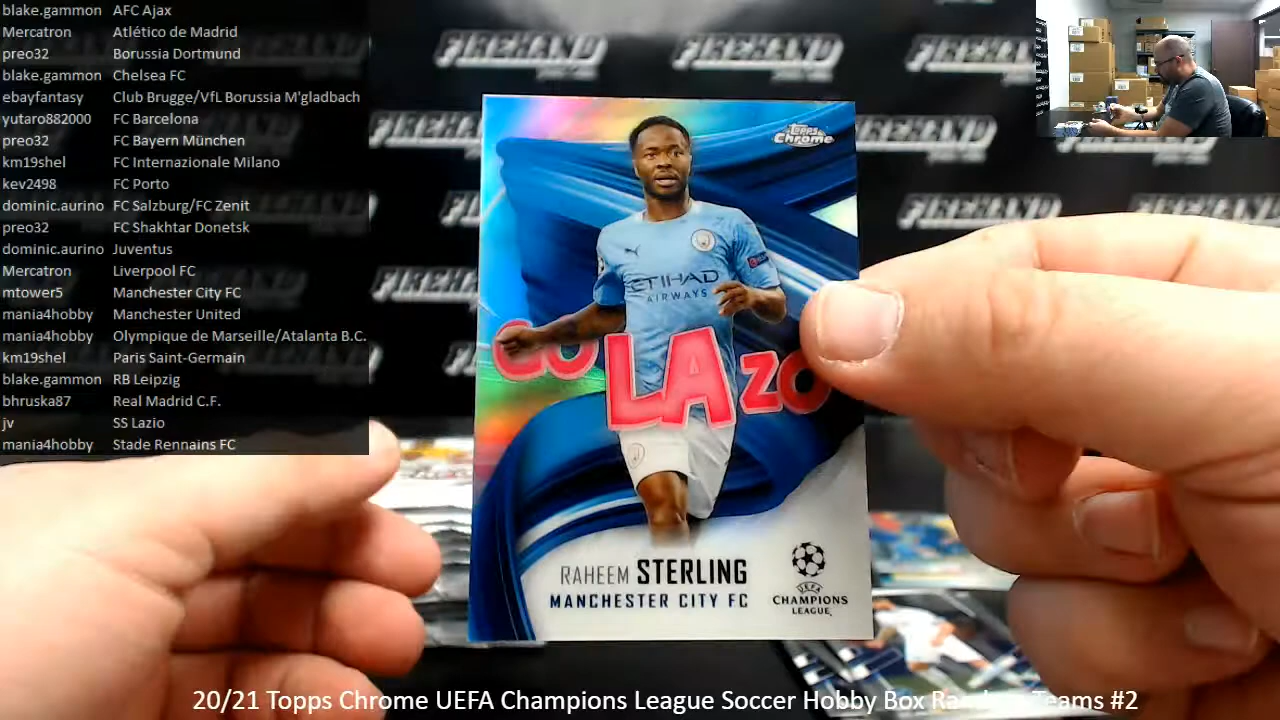 blake.gammon AFC Ajax
Mercatron Atlético de Madrid
preo32 Borussia Dortmund
blake.gammon Chelsea FC
ebayfantasy Club Brugge/VfL Borussia M'gladbach
yutaro882000 FC Barcelona
preo32 FC Bayern München
km19shel FC Internazionale Milano
kev2498 FC Porto
dominic.aurino FC Salzburg/FC Zenit
preo32 FC Shakhtar Donetsk
dominic.aurino Juventus
Mercatron Liverpool FC
mtower5 Manchester City FC
mania4hobby Manchester United
mania4hobby Olympique de Marseille/Atalanta B.C.
km19shel Paris Saint-Germain
blake.gammon RB Leipzig
bhruska87 Real Madrid C.F.
jv SS Lazio
mania4hobby Stade Rennains FC
FIREHAND FIREHAND FIREHAND
Topps Chrome
ETIHAD
AIRWAYS
GOLAZO
RAHEEM STERLING
MANCHESTER CITY FC
UEFA
CHAMPIONS
LEAGUE
20/21 Topps Chrome UEFA Champions League Soccer Hobby Box Random Teams #2